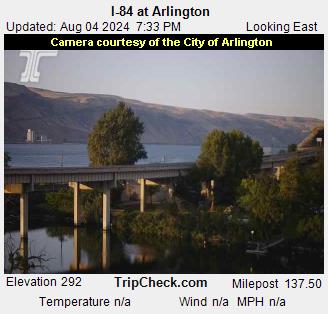 I-84 at Arlington
Updated: Aug 04 2024 7:33 PM Looking East
Camera courtesy of the City of Arlington
Elevation 292 TripCheck.com Milepost 137.50
Temperature n/a Wind n/a MPH n/a